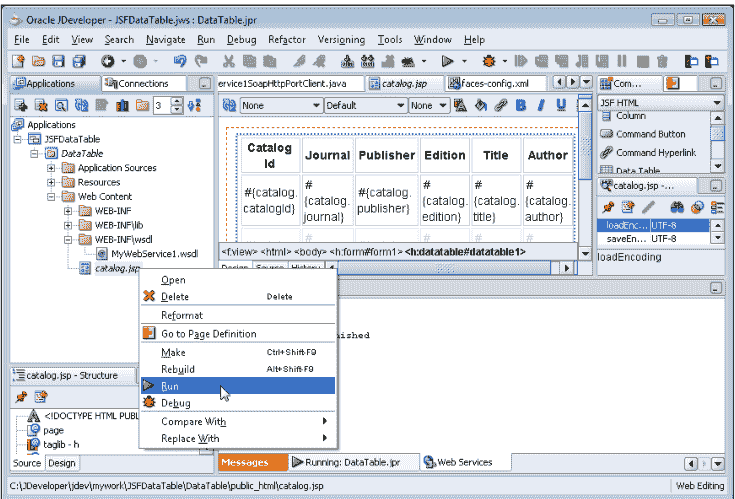 Oracle JDeveloper - JSFDataTable.jws : DataTable.jpr
File Edit View Search Navigate Run Debug Refactor Versioning Tools Window Help
Applications Connections
ervice1SoapHttpPortClient.java catalog.jsp faces-config.xml
Com...
3
None Default None B I U
JSF HTML
Column
Command Button
Command Hyperlink
Data Table
Applications
JSFDataTable
DataTable
Application Sources
Resources
Web Content
WEB-INF
WEB-INF\lib
WEB-INF\wsdl
MyWebService1.wsdl
catalog.jsp
Catalog Id Journal Publisher Edition Title Author
#{catalog.catalogId} #{catalog.journal} #{catalog.publisher} #{catalog.edition} #{catalog.title} #{catalog.author}
# # # #
<f:view> <html> <body> <h:form#form1> <h:datatable#datatable1>
Design Source History
catalog.jsp -...
loadEnc... UTF-8
saveEn... UTF-8
loadEncoding
Open
Delete Delete
Reformat
Go to Page Definition
Make Ctrl+Shift-F9
Rebuild Alt+Shift-F9
Run
Debug
Compare With
Replace With
catalog.jsp - Structure
<!DOCTYPE HTML PUBL
page
taglib - h
Source Design
Messages Running: DataTable.jpr Web Services
C:\JDeveloper\jdev\mywork\JSFDataTable\DataTable\public_html\catalog.jsp Web Editing